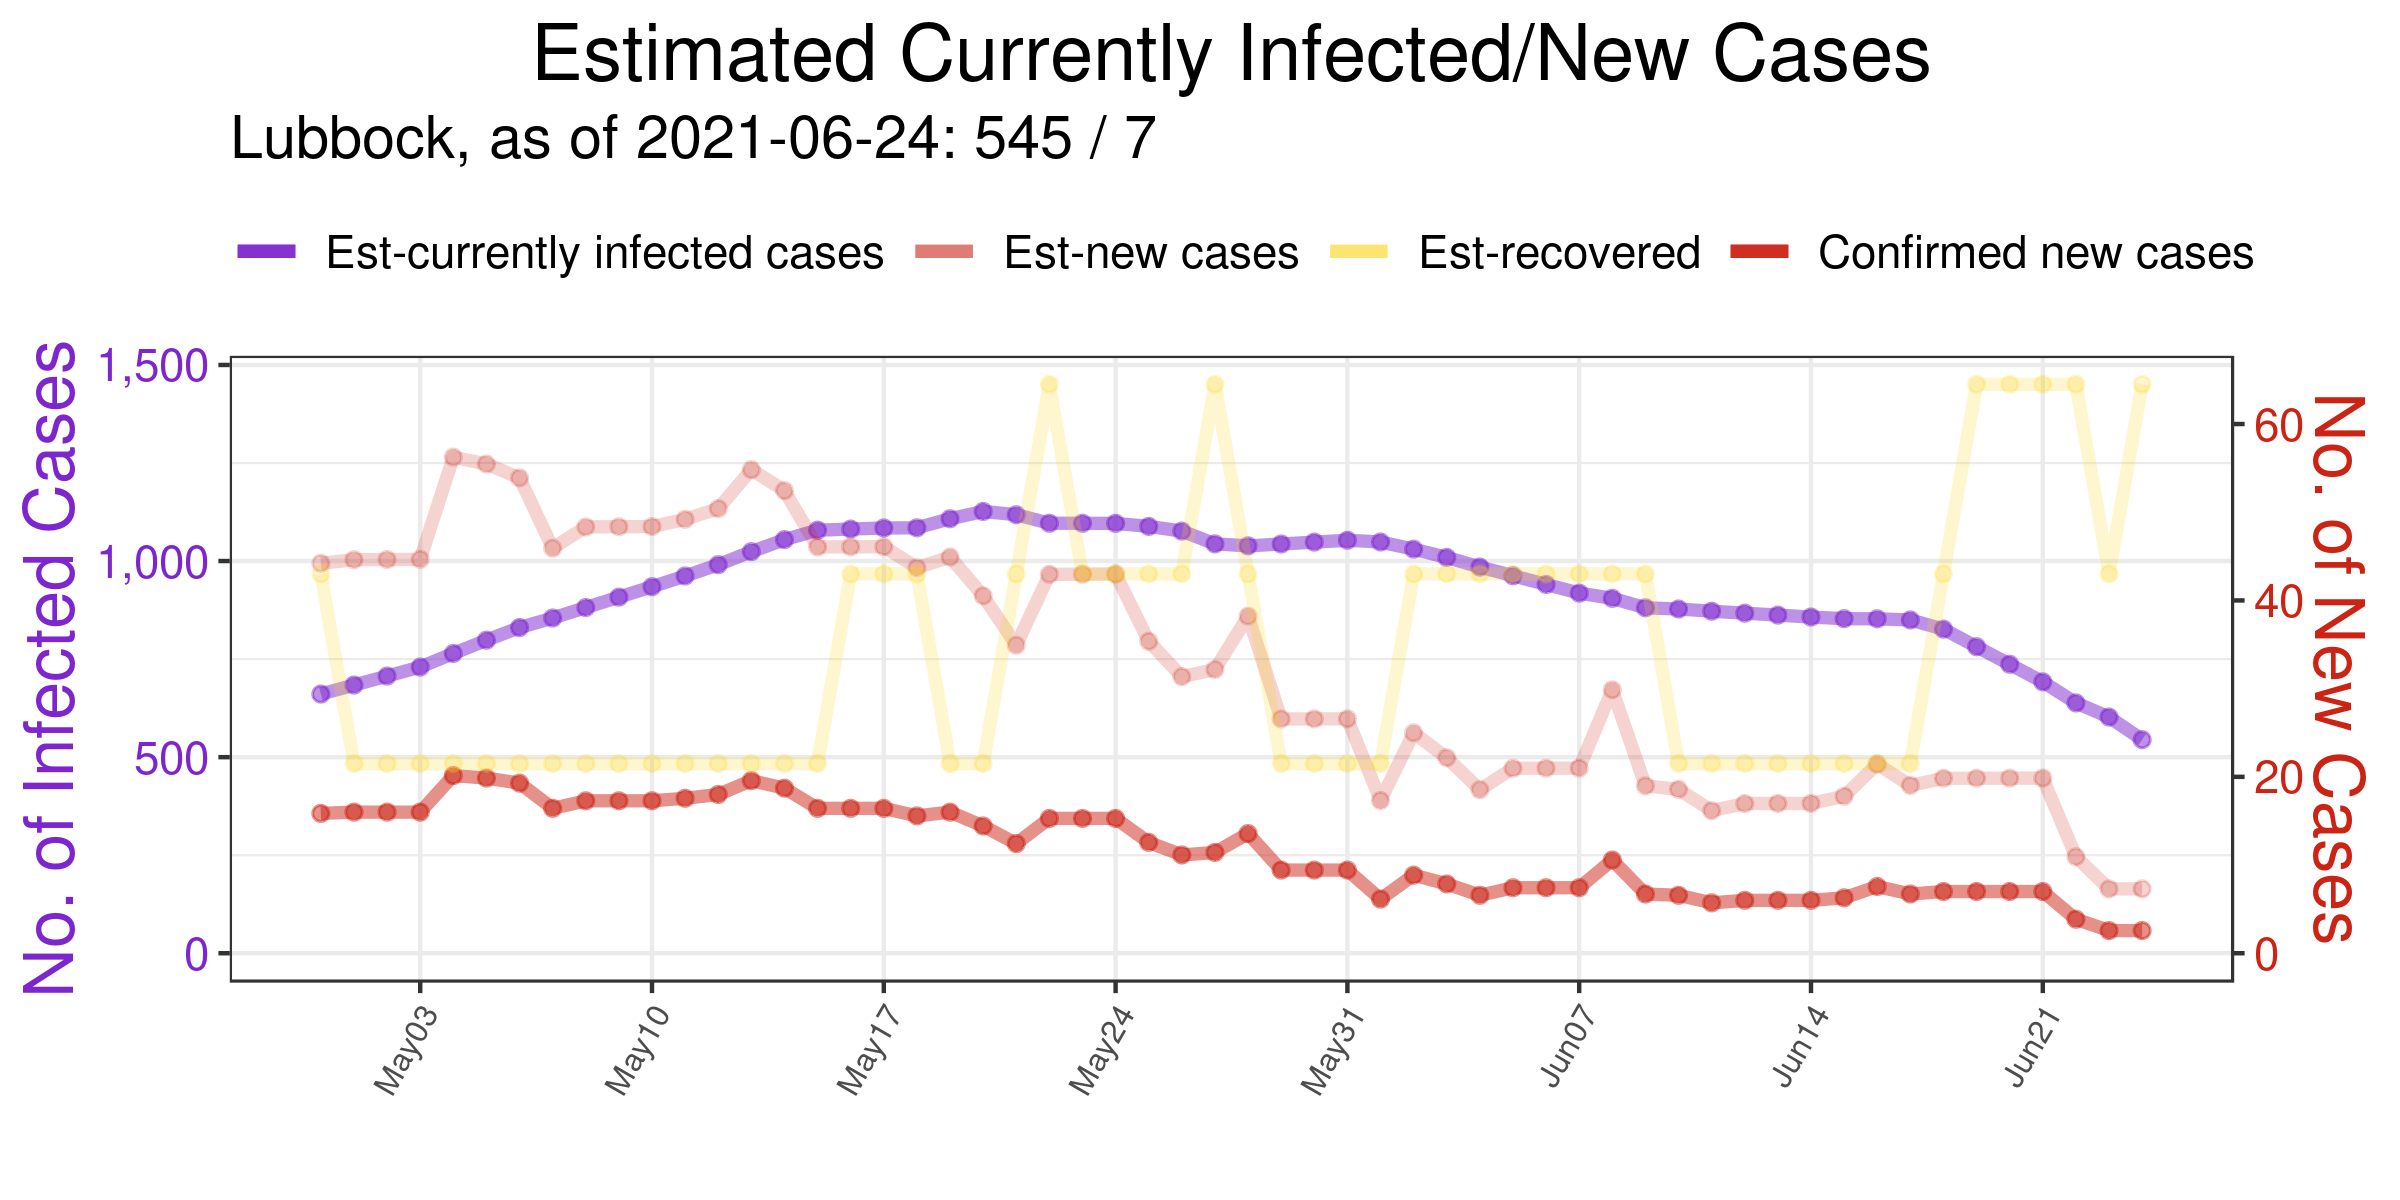 Estimated Currently Infected/New Cases
Lubbock, as of 2021-06-24: 545 / 7
Est-currently infected cases Est-new cases Est-recovered Confirmed new cases
No. of Infected Cases
1,500
1,000
500
0
60
40
20
0
No. of New Cases
May03 May10 May17 May24 May31 Jun07 Jun14 Jun21